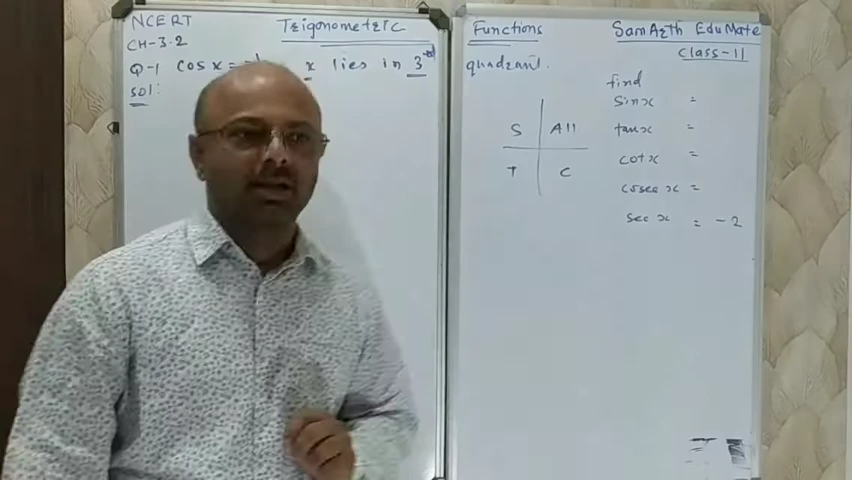 NCERT Trigonometric Functions SamArth EduMate
CH-3.2 Class-11
Q-1 cos x = -1 x lies in 3rd quadrant.
Sol:
find
S All
T C
Sin x =
tan x =
cot x =
cosec x =
sec x = -2